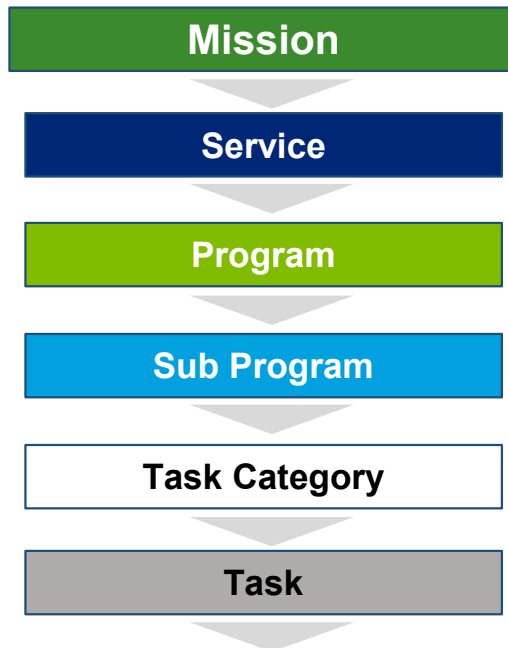 Mission
Service
Program
Sub Program
Task Category
Task